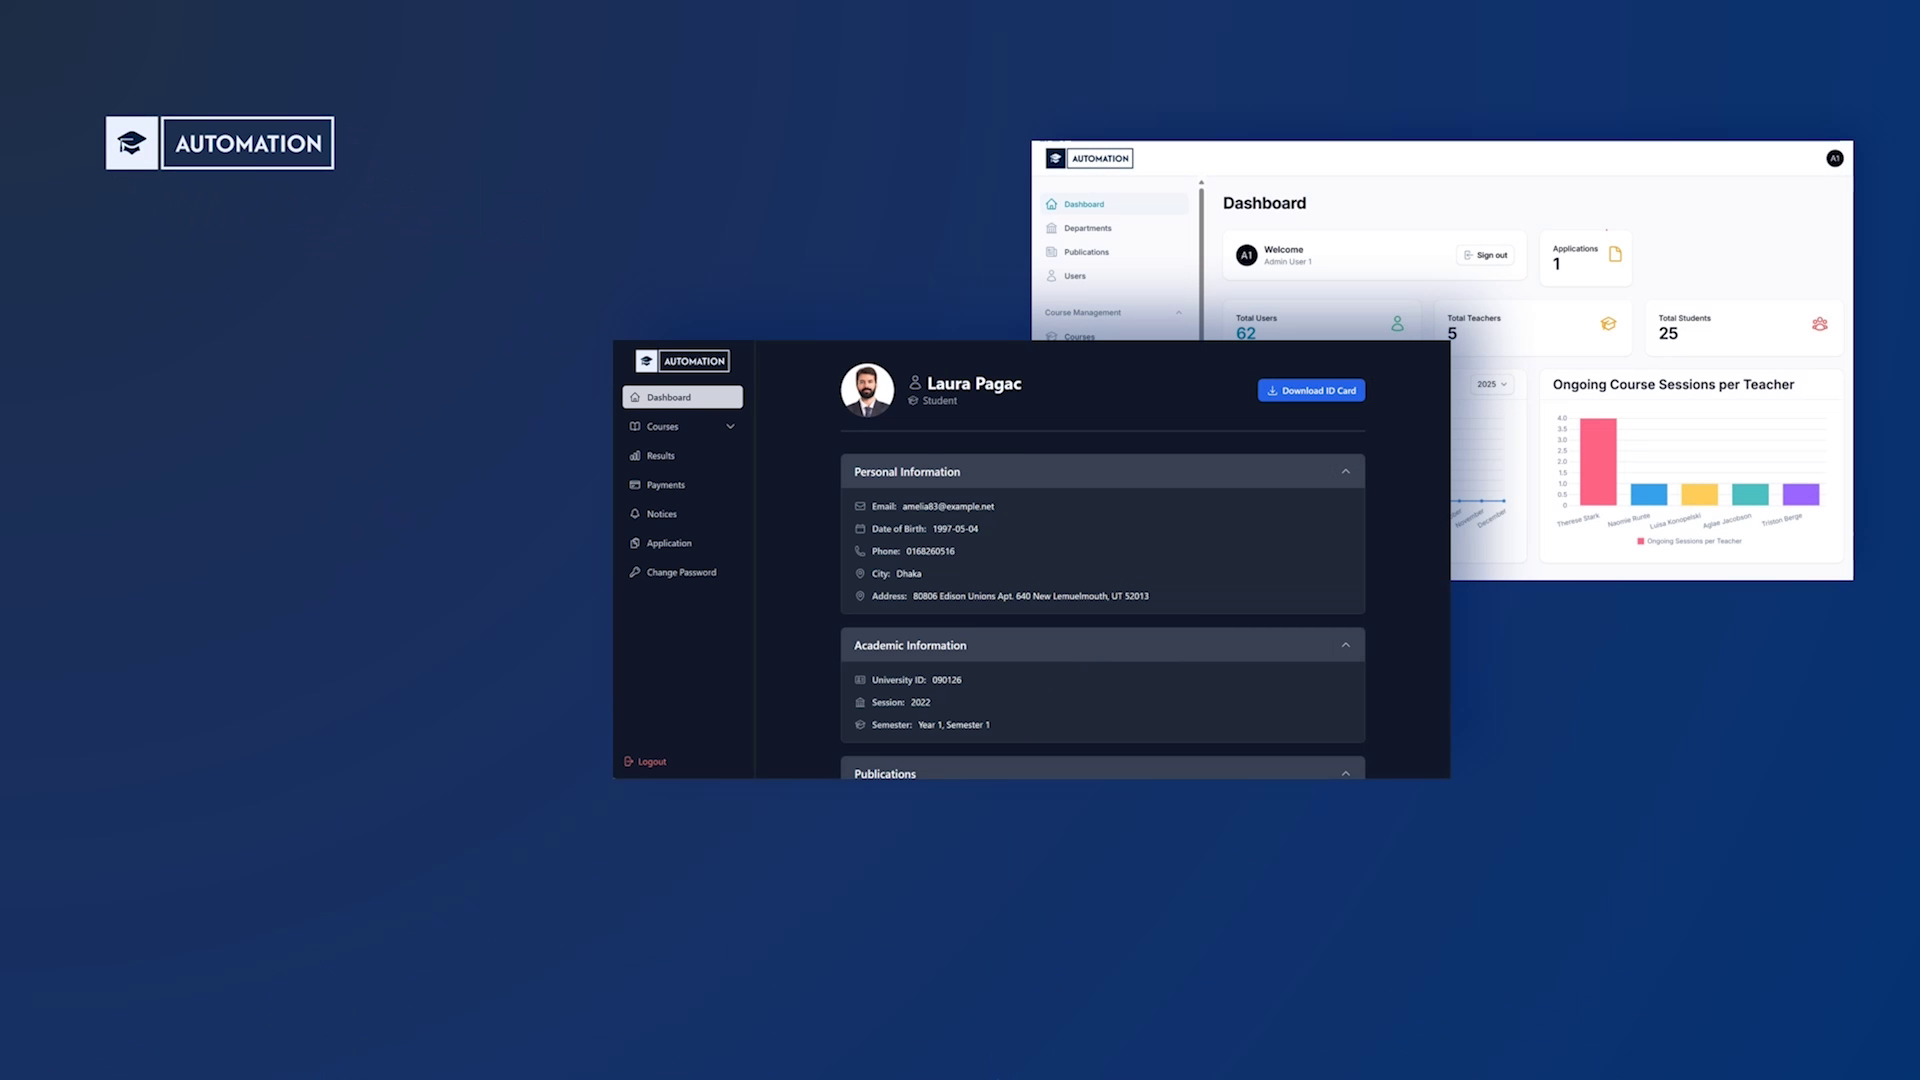 AUTOMATION
AUTOMATION
A1
Dashboard
Departments
Publications
Users
Course Management
Courses
Dashboard
A1
Welcome
Admin User 1
Sign out
Applications
1
Total Users
62
Total Teachers
5
Total Students
25
2025
November
December
Ongoing Course Sessions per Teacher
4.0
3.5
3.0
2.5
2.0
1.5
1.0
0.5
0
Therese Stark
Naomie Runte
Luisa Konopelski
Aglae Jacobson
Triston Berge
Ongoing Sessions per Teacher
AUTOMATION
Dashboard
Courses
Results
Payments
Notices
Application
Change Password
Logout
Laura Pagac
Student
Download ID Card
Personal Information
Email: amelia83@example.net
Date of Birth: 1997-05-04
Phone: 0168260516
City: Dhaka
Address: 80806 Edison Unions Apt. 640 New Lemuelmouth, UT 52013
Academic Information
University ID: 090126
Session: 2022
Semester: Year 1, Semester 1
Publications